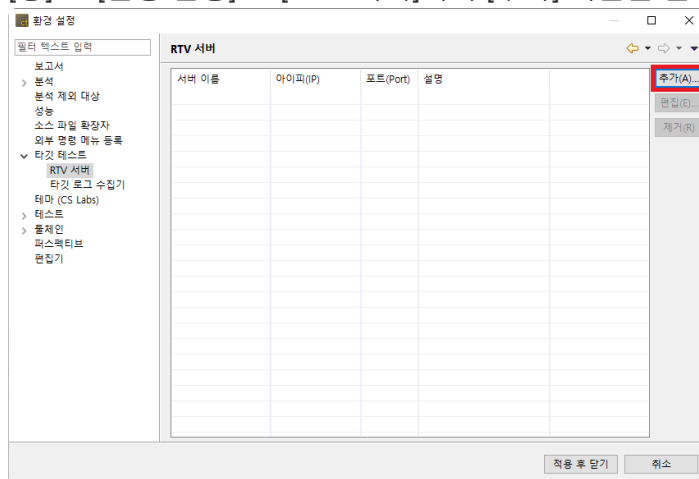 환경 설정
필터 텍스트 입력
RTV 서버
보고서
분석
분석 제외 대상
성능
소스 파일 확장자
외부 명령 메뉴 등록
타깃 테스트
RTV 서버
타깃 로그 수집기
테마 (CS Labs)
테스트
툴체인
퍼스펙티브
편집기
서버 이름 아이피(IP) 포트(Port) 설명
추가(A)...
편집(E)...
제거(R)
적용 후 닫기 취소